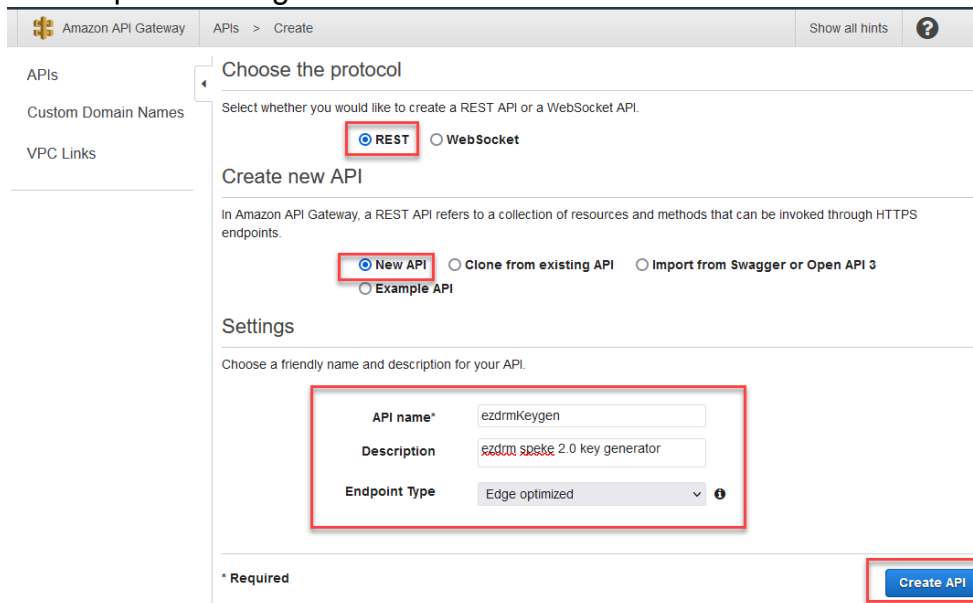 Amazon API Gateway APIs > Create Show all hints ?
APIs
Custom Domain Names
VPC Links
Choose the protocol
Select whether you would like to create a REST API or a WebSocket API.
REST WebSocket
Create new API
In Amazon API Gateway, a REST API refers to a collection of resources and methods that can be invoked through HTTPS
endpoints.
New API Clone from existing API Import from Swagger or Open API 3
Example API
Settings
Choose a friendly name and description for your API.
API name* ezdrmKeygen
Description ezdrm speke 2.0 key generator
Endpoint Type Edge optimized
* Required
Create API